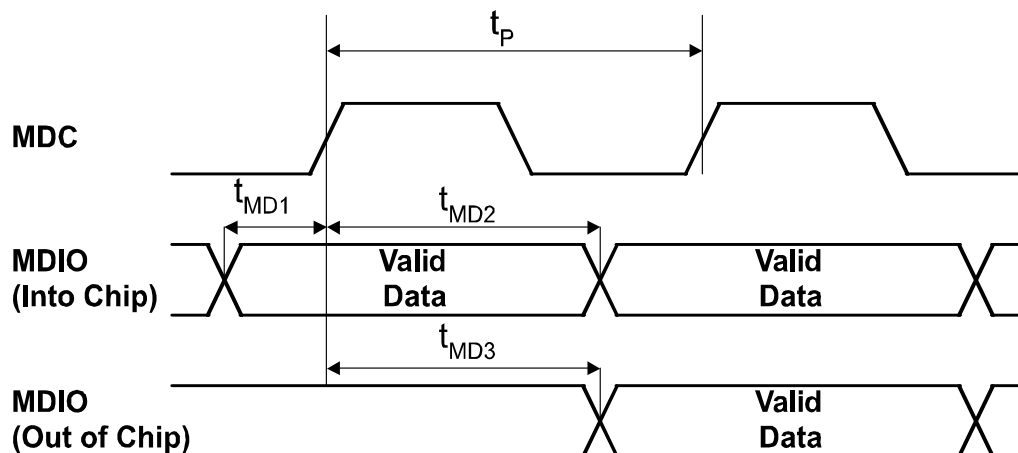 tP
MDC
tMD1
tMD2
MDIO
(Into Chip)
Valid
Data
Valid
Data
tMD3
MDIO
(Out of Chip)
Valid
Data